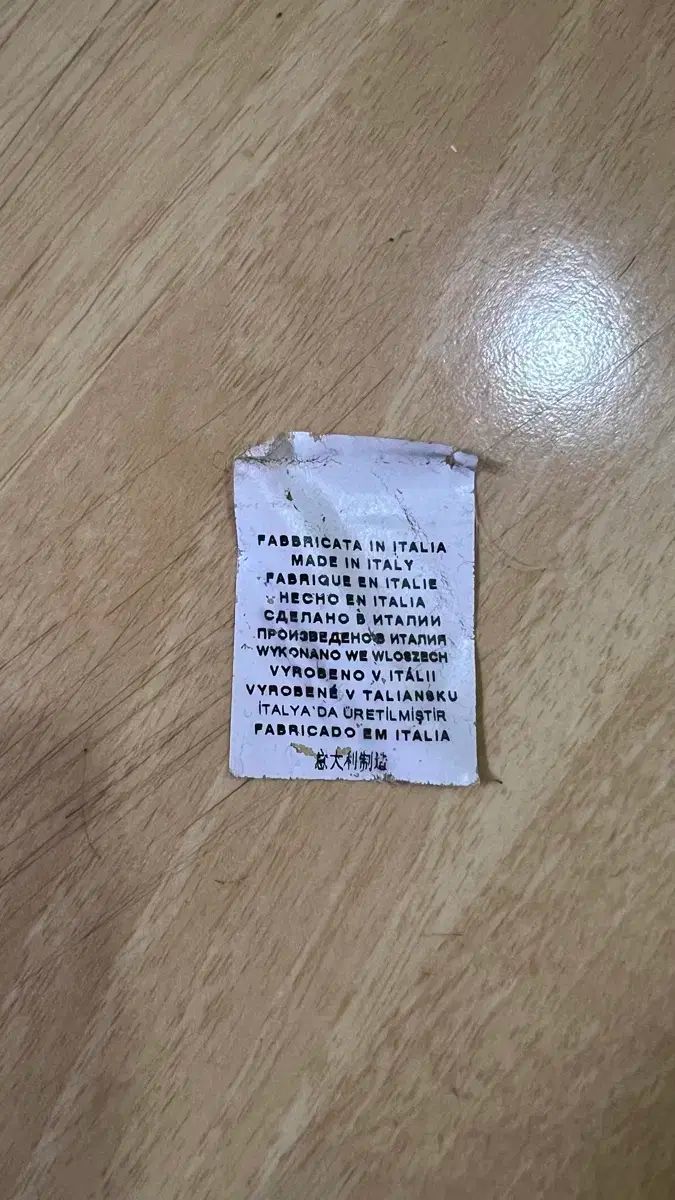 FABBRICATA IN ITALIA
MADE IN ITALY
FABRIQUE EN ITALIE
HECHO EN ITALIA
СДЕЛАНО В ИТАЛИИ
ПРОИЗВЕДЕНО В ИТАЛИЯ
WYKONANO WE WLOSZECH
VYROBENO V ITÁLII
VYROBENÉ V TALIANSKU
İTALYA'DA ÜRETİLMİŞTİR
FABRICADO EM ITALIA
意大利制造